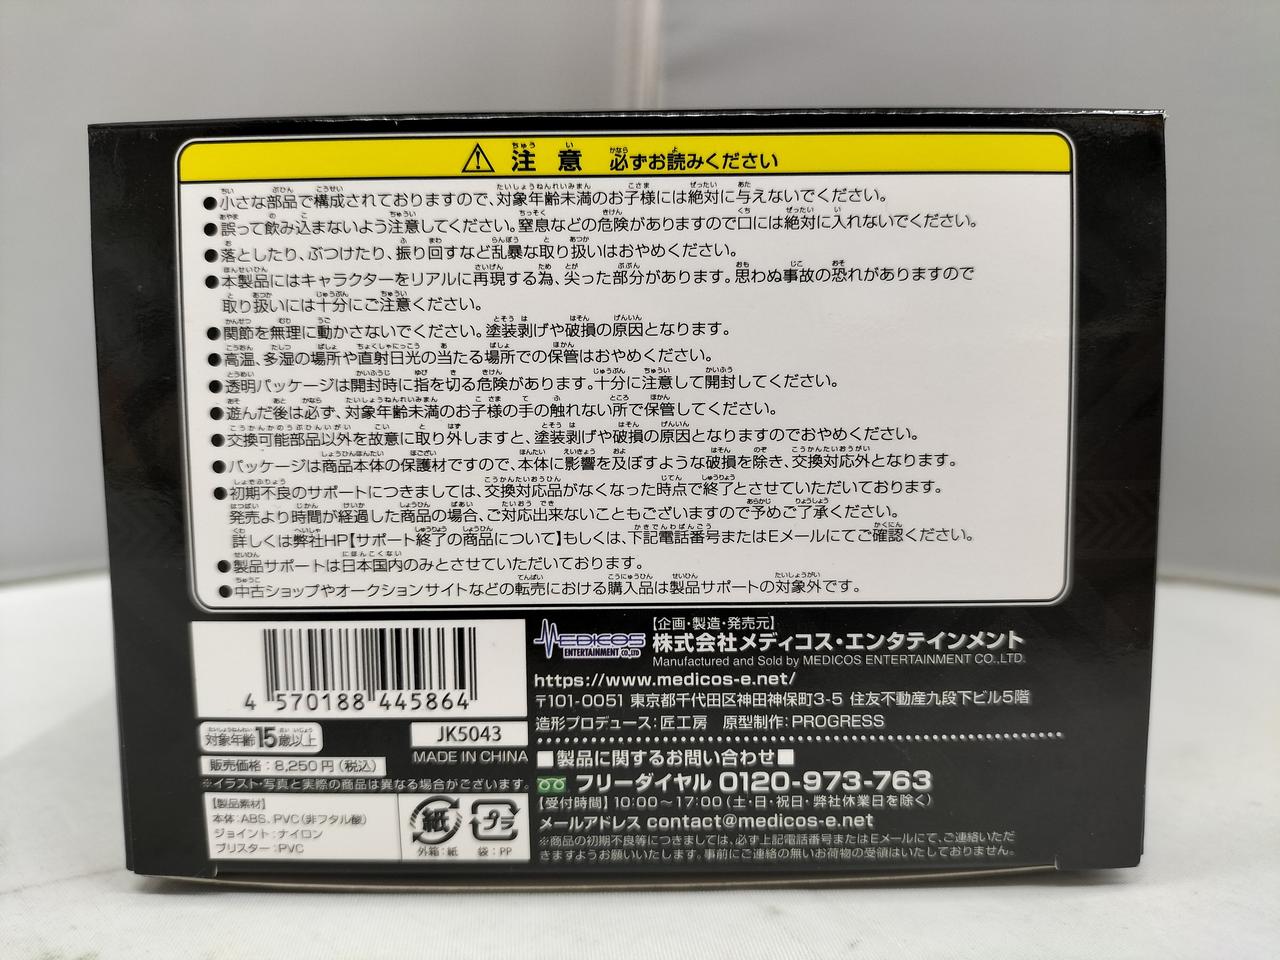 ⚠ 注意 必ずお読みください
●小さな部品で構成されておりますので、対象年齢未満のお子様には絶対に与えないでください。
●誤って飲み込まないよう注意してください。窒息などの危険がありますので口には絶対に入れないでください。
●落としたり、ぶつけたり、振り回すなど乱暴な取り扱いはおやめください。
●本製品にはキャラクターをリアルに再現する為、尖った部分があります。思わぬ事故の恐れがありますので
取り扱いには十分にご注意ください。
●関節を無理に動かさないでください。塗装剥げや破損の原因となります。
●高温、多湿の場所や直射日光の当たる場所での保管はおやめください。
●透明パッケージは開封時に指を切る危険があります。十分に注意して開封してください。
●遊んだ後は必ず、対象年齢未満のお子様の手の触れない所で保管してください。
●交換可能部品以外を故意に取り外しますと、塗装剥げや破損の原因となりますのでおやめください。
●パッケージは商品本体の保護材ですので、本体に影響を及ぼすような破損を除き、交換対応外となります。
●初期不良のサポートにつきましては、交換対応品がなくなった時点で終了とさせていただいております。
発売より時間が経過した商品の場合、ご対応出来ないこともございますので予めご了承ください。
詳しくは弊社HP【サポート終了の商品について】もしくは、下記電話番号またはEメールにてご確認ください。
●製品サポートは日本国内のみとさせていただいております。
●中古ショップやオークションサイトなどの転売における購入品は製品サポートの対象外です。
4 570188 445864
対象年齢15歳以上
JK5043
販売価格：8,250円（税込）
MADE IN CHINA
※イラスト・写真と実際の商品は異なる場合がございます。
【製品素材】
本体：ABS、PVC（非フタル酸）
ジョイント：ナイロン
ブリスター：PVC
紙
外箱：紙
プラ
袋：PP
MEDICOS
ENTERTAINMENT CO.,LTD
【企画・製造・発売元】
株式会社メディコス・エンタテインメント
Manufactured and Sold by MEDICOS ENTERTAINMENT CO.,LTD.
https://www.medicos-e.net/
〒101-0051 東京都千代田区神田神保町3-5 住友不動産九段下ビル5階
造形プロデュース：匠工房 原型制作：PROGRESS
■製品に関するお問い合わせ■
フリーダイヤル 0120-973-763
【受付時間】10:00～17:00（土・日・祝日・弊社休業日を除く）
メールアドレス contact@medicos-e.net
※商品の初期不良等につきましては、必ず上記電話番号またはEメールにて、ご連絡いただ
きますようお願いいたします。事前にご連絡の無いお荷物の受領はいたしておりません。